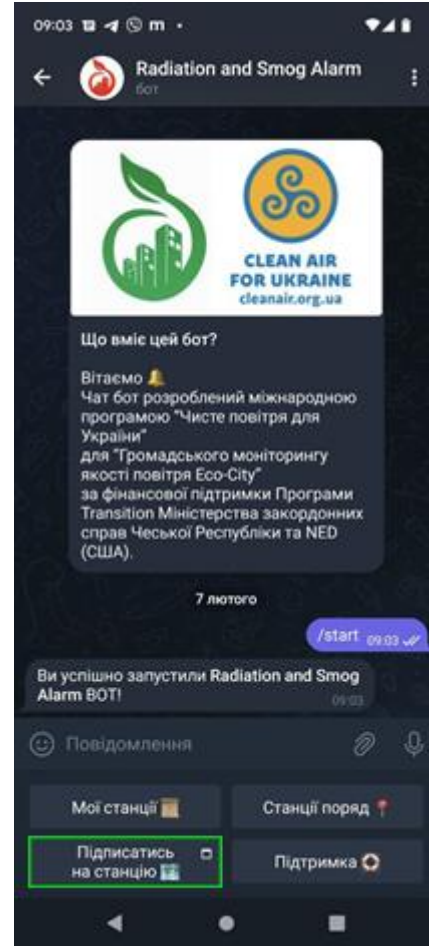 09:03
Radiation and Smog Alarm
бот
CLEAN AIR
FOR UKRAINE
cleanair.org.ua
Що вміє цей бот?
Вітаємо 🔔
Чат бот розроблений міжнародною
програмою "Чисте повітря для
України"
для "Громадського моніторингу
якості повітря Eco-City"
за фінансової підтримки Програми
Transition Міністерства закордонних
справ Чеської Республіки та NED
(США).
7 лютого
/start 09:03
Ви успішно запустили Radiation and Smog
Alarm BOT!
09:03
Повідомлення
Мої станції
Станції поряд 📍
Підписатись
на станцію
Підтримка